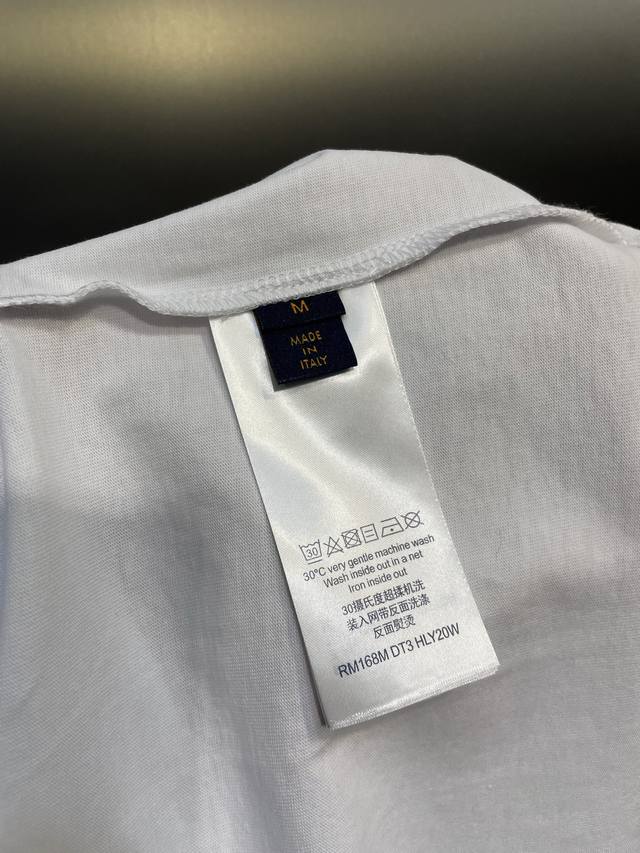 M
MADE
IN
ITALY
30
30°C very gentle machine wash
Wash inside out in a net
Iron inside out
30摄氏度超揉机洗
装入网带反面洗涤
反面熨烫
RM168M DT3 HLY20W